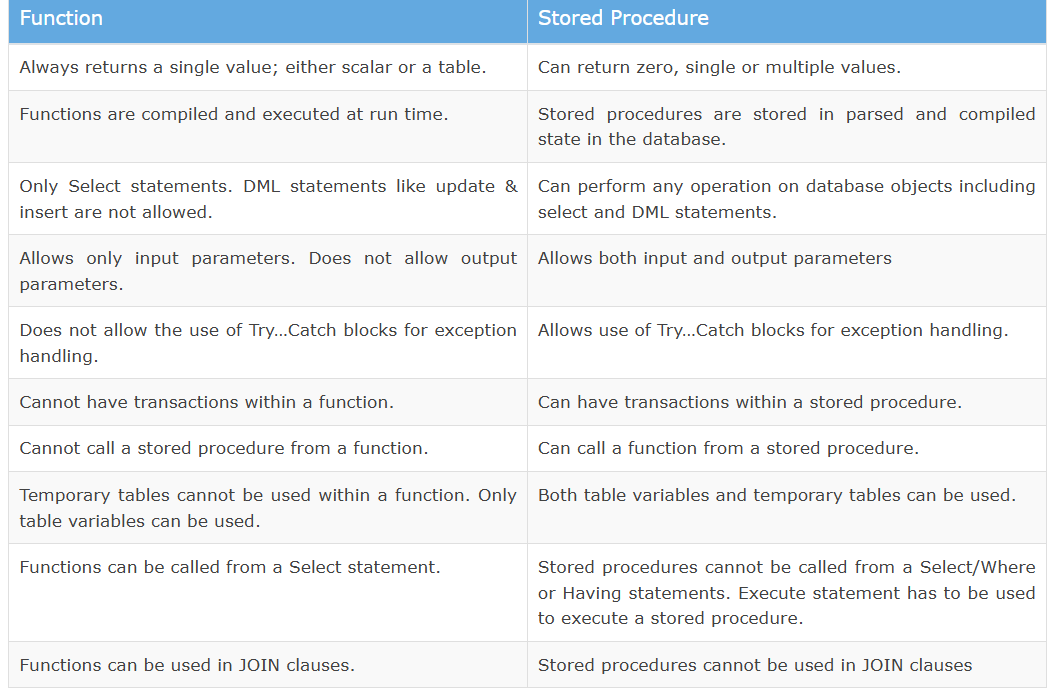 Function
Stored Procedure
Always returns a single value; either scalar or a table.
Can return zero, single or multiple values.
Functions are compiled and executed at run time.
Stored procedures are stored in parsed and compiled
state in the database.
Only Select statements. DML statements like update &
insert are not allowed.
Can perform any operation on database objects including
select and DML statements.
Allows only input parameters. Does not allow output
parameters.
Allows both input and output parameters
Does not allow the use of Try...Catch blocks for exception
handling.
Allows use of Try...Catch blocks for exception handling.
Cannot have transactions within a function.
Can have transactions within a stored procedure.
Cannot call a stored procedure from a function.
Can call a function from a stored procedure.
Temporary tables cannot be used within a function. Only
table variables can be used.
Both table variables and temporary tables can be used.
Functions can be called from a Select statement.
Stored procedures cannot be called from a Select/Where
or Having statements. Execute statement has to be used
to execute a stored procedure.
Functions can be used in JOIN clauses.
Stored procedures cannot be used in JOIN clauses